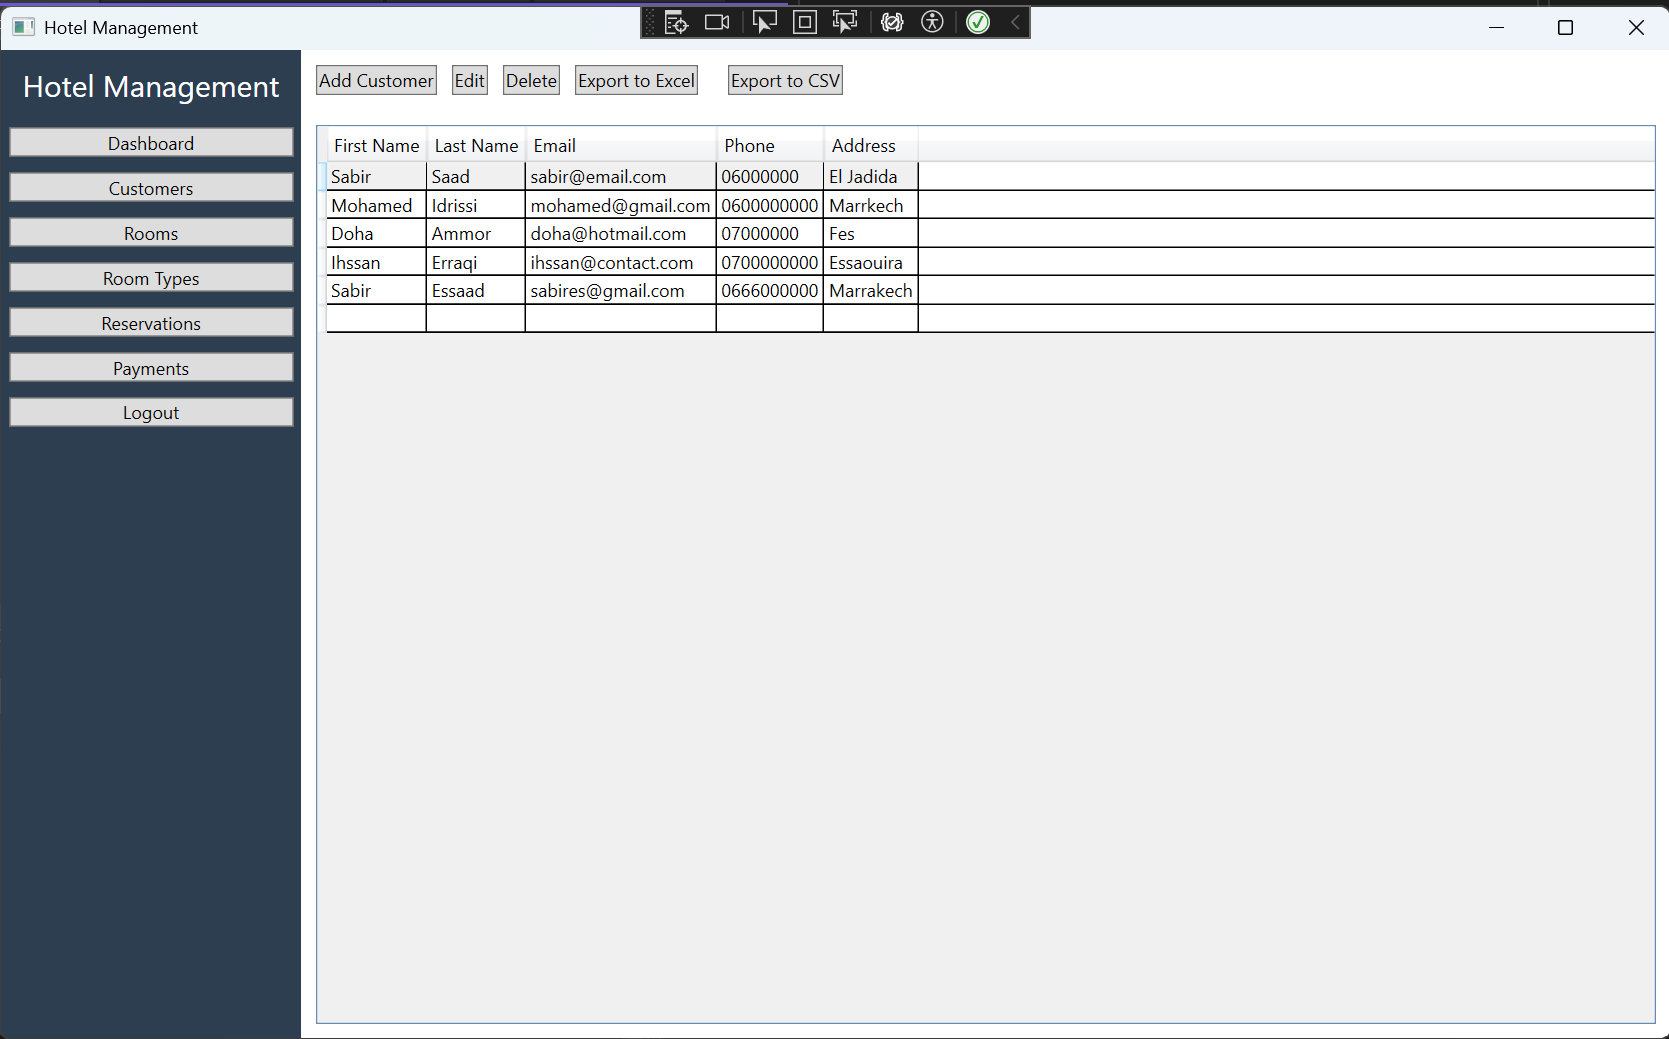 Hotel Management
Hotel Management
Dashboard
Customers
Rooms
Room Types
Reservations
Payments
Logout
Add Customer Edit Delete Export to Excel Export to CSV
First Name Last Name Email Phone Address
Sabir Saad sabir@email.com 06000000 El Jadida
Mohamed Idrissi mohamed@gmail.com 0600000000 Marrkech
Doha Ammor doha@hotmail.com 07000000 Fes
Ihssan Erraqi ihssan@contact.com 0700000000 Essaouira
Sabir Essaad sabires@gmail.com 0666000000 Marrakech